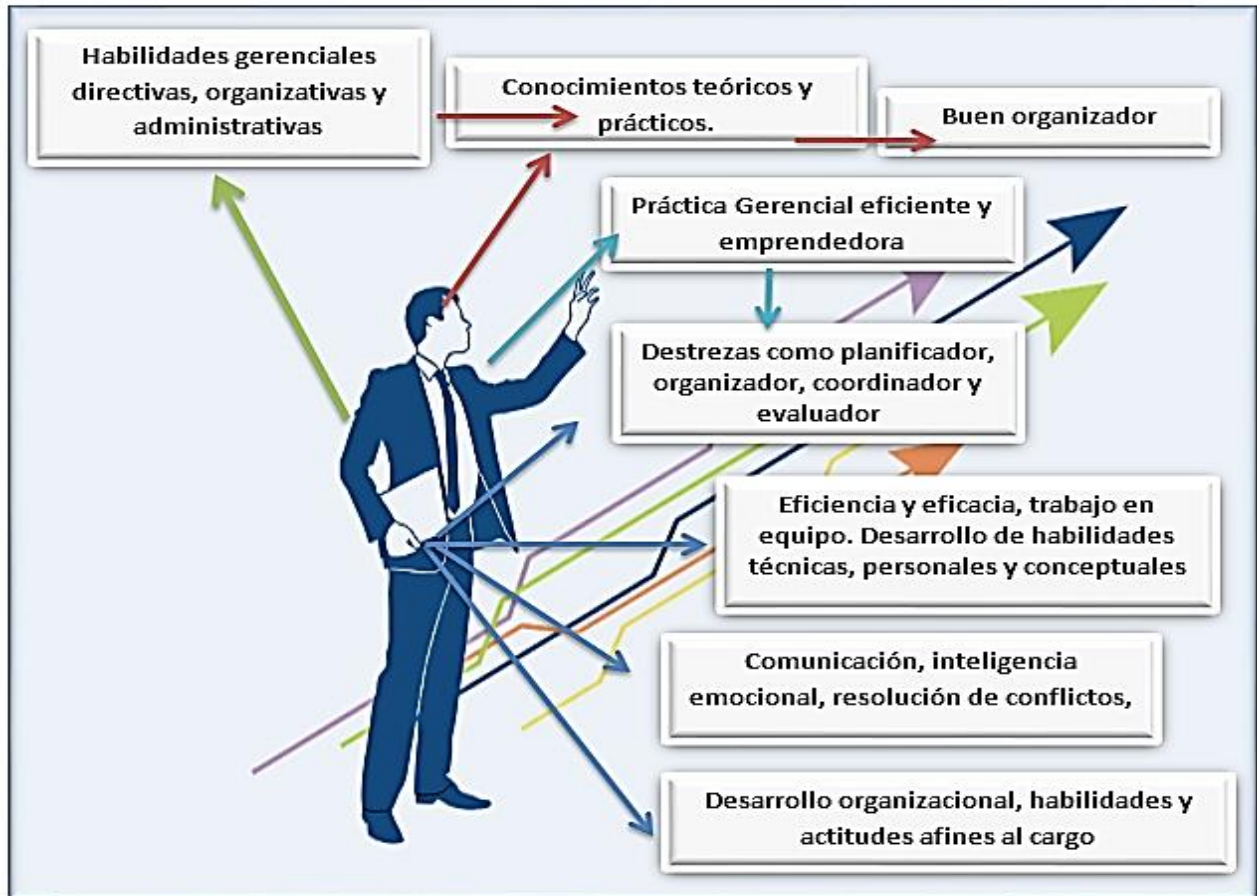 Habilidades gerenciales
directivas, organizativas y
administrativas
Conocimientos teóricos y
prácticos.
Buen organizador
Práctica Gerencial eficiente y
emprendedora
Destrezas como planificador,
organizador, coordinador y
evaluador
Eficiencia y eficacia, trabajo en
equipo. Desarrollo de habilidades
técnicas, personales y conceptuales
Comunicación, inteligencia
emocional, resolución de conflictos,
Desarrollo organizacional, habilidades y
actitudes afines al cargo